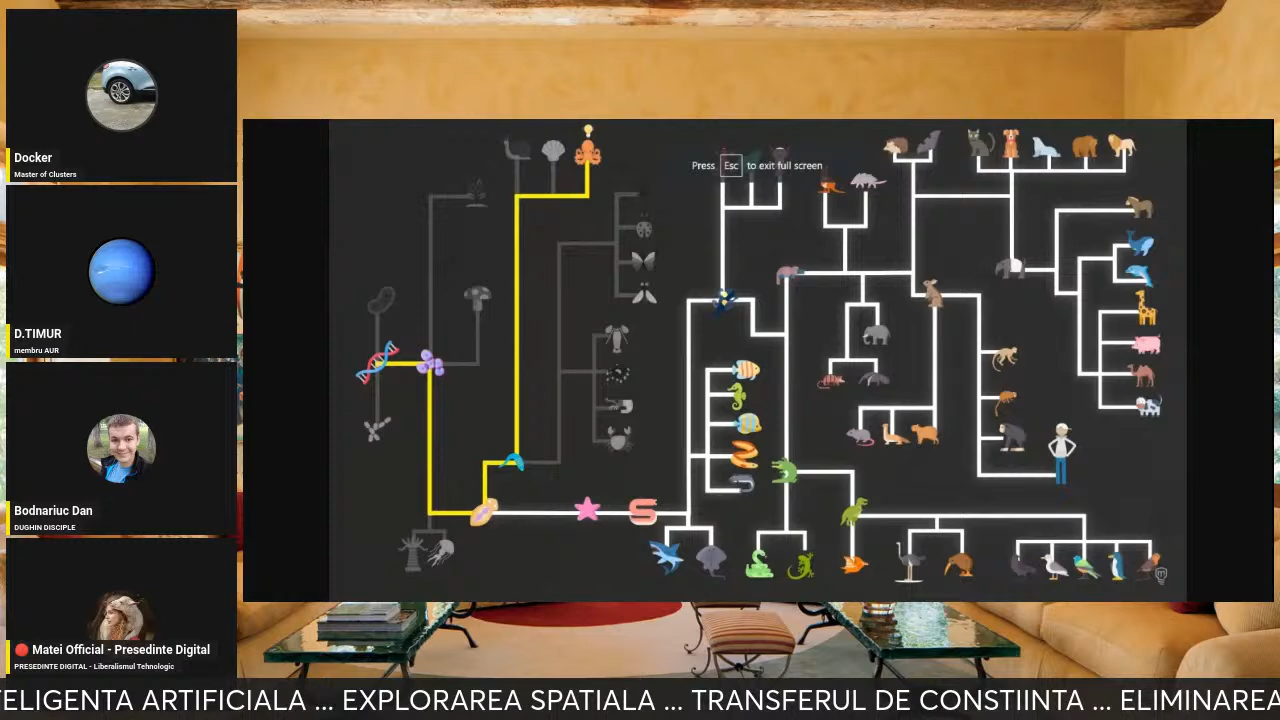 Docker
Master of Clusters
D.TIMUR
membru AUR
Bodnariuc Dan
DUGHIN DISCIPLE
Matei Official - Presedinte Digital
PRESEDINTE DIGITAL - Liberalismul Tehnologic
Press Esc to exit full screen
TELIGENTA ARTIFICIALA ... EXPLORAREA SPATIALA ... TRANSFERUL DE CONSTIINTA ... ELIMINAREA